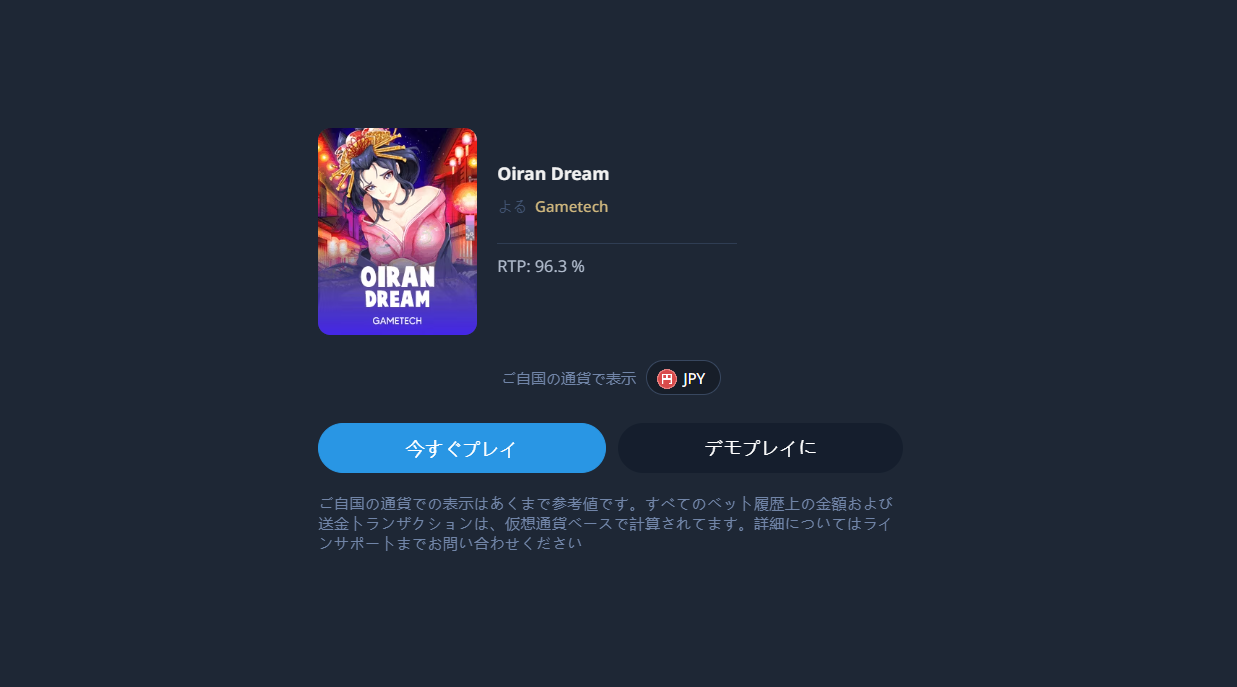 OIRAN
DREAM
GAMETECH
Oiran Dream
よる Gametech
RTP: 96.3 %
ご自国の通貨で表示 円 JPY
今すぐプレイ
デモプレイに
ご自国の通貨での表示はあくまで参考値です。すべてのベット履歴上の金額および
送金トランザクションは、仮想通貨ベースで計算されてます。詳細についてはライ
ンサポートまでお問い合わせください